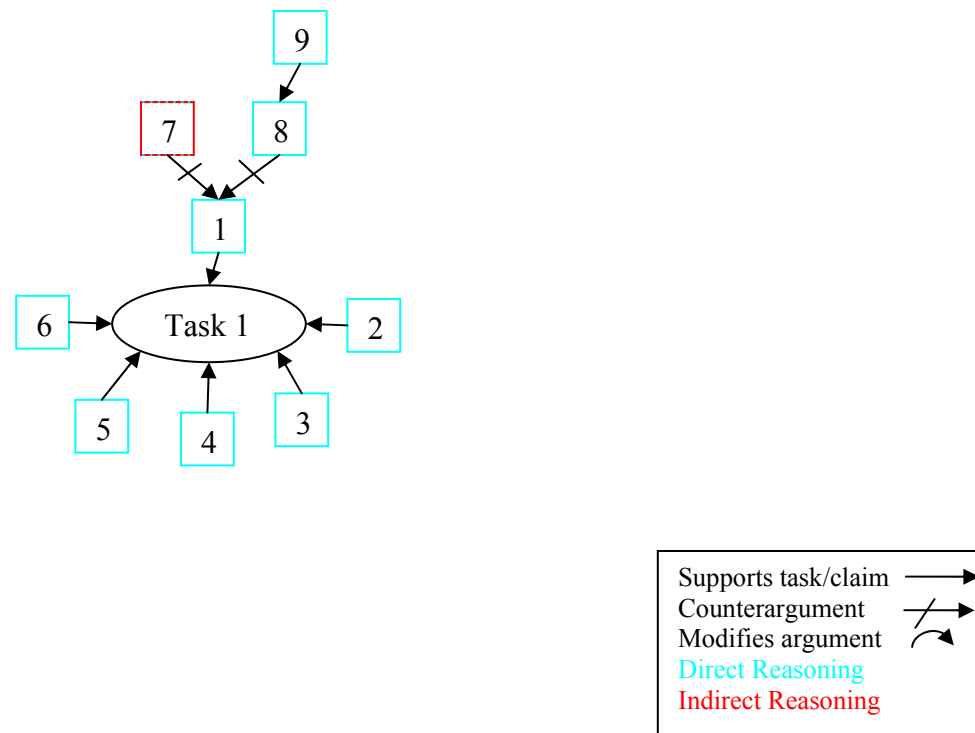 9
7
8
1
6
Task 1
2
5
4
3
Supports task/claim
Counterargument
Modifies argument
Direct Reasoning
Indirect Reasoning